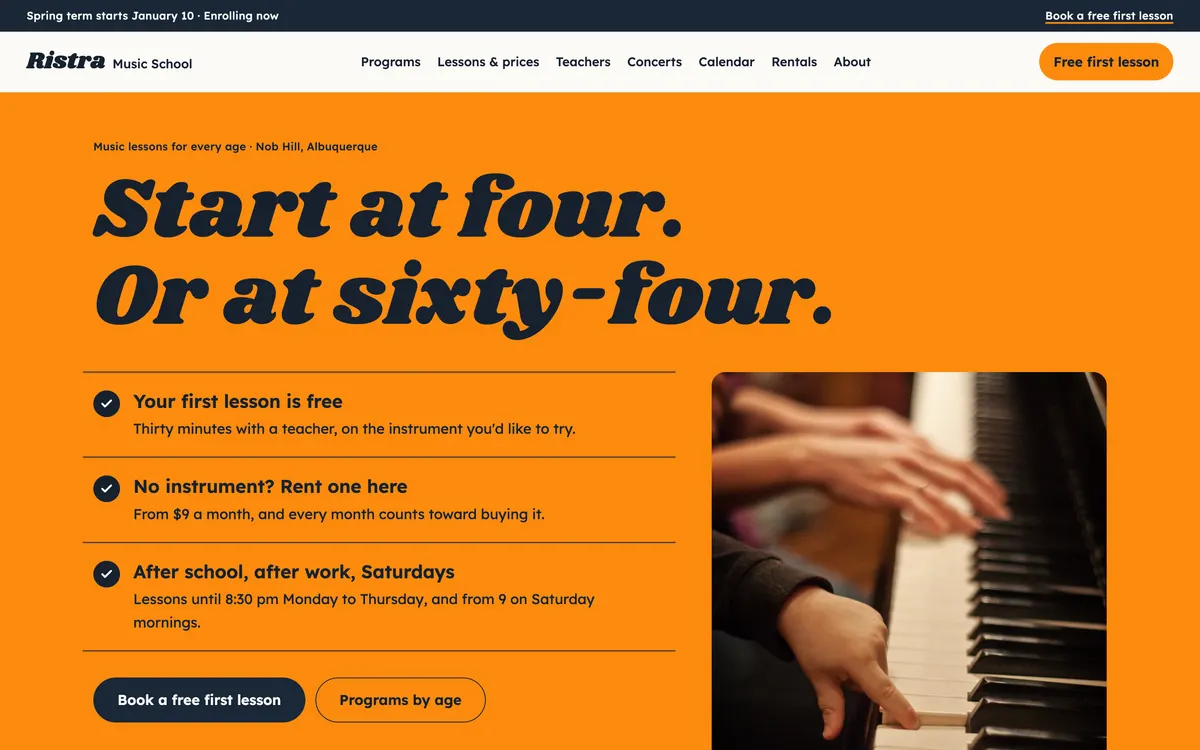 Spring term starts January 10 · Enrolling now
Book a free first lesson
Ristra Music School
Programs
Lessons & prices
Teachers
Concerts
Calendar
Rentals
About
Free first lesson
Music lessons for every age · Nob Hill, Albuquerque
Start at four.
Or at sixty-four.
Your first lesson is free
Thirty minutes with a teacher, on the instrument you'd like to try.
No instrument? Rent one here
From $9 a month, and every month counts toward buying it.
After school, after work, Saturdays
Lessons until 8:30 pm Monday to Thursday, and from 9 on Saturday
mornings.
Book a free first lesson
Programs by age